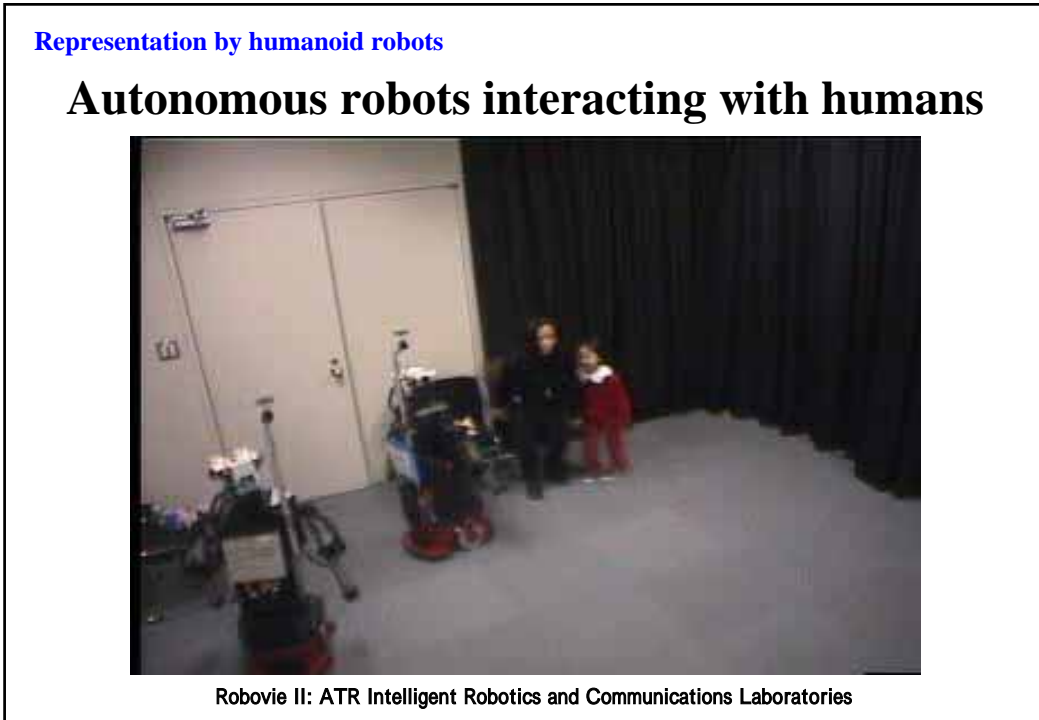 Representation by humanoid robots
Autonomous robots interacting with humans
Robovie II: ATR Intelligent Robotics and Communications Laboratories